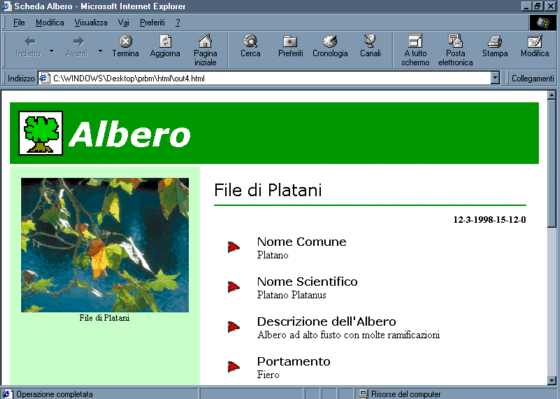 Scheda Albero - Microsoft Internet Explorer
File Modifica Visualizza Vai Preferiti ?
Indietro Avanti Termina Aggiorna Pagina iniziale Cerca Preferiti Cronologia Canali A tutto schermo Posta elettronica Stampa Modifica
Indirizzo C:\WINDOWS\Desktop\prbm\html\out4.html Collegamenti
Albero
File di Platani
12-3-1998-15-12-0
Nome Comune
Platano
Nome Scientifico
Platano Platanus
File di Platani
Descrizione dell'Albero
Albero ad alto fusto con molte ramificazioni
Portamento
Fiero
Operazione completata Risorse del computer